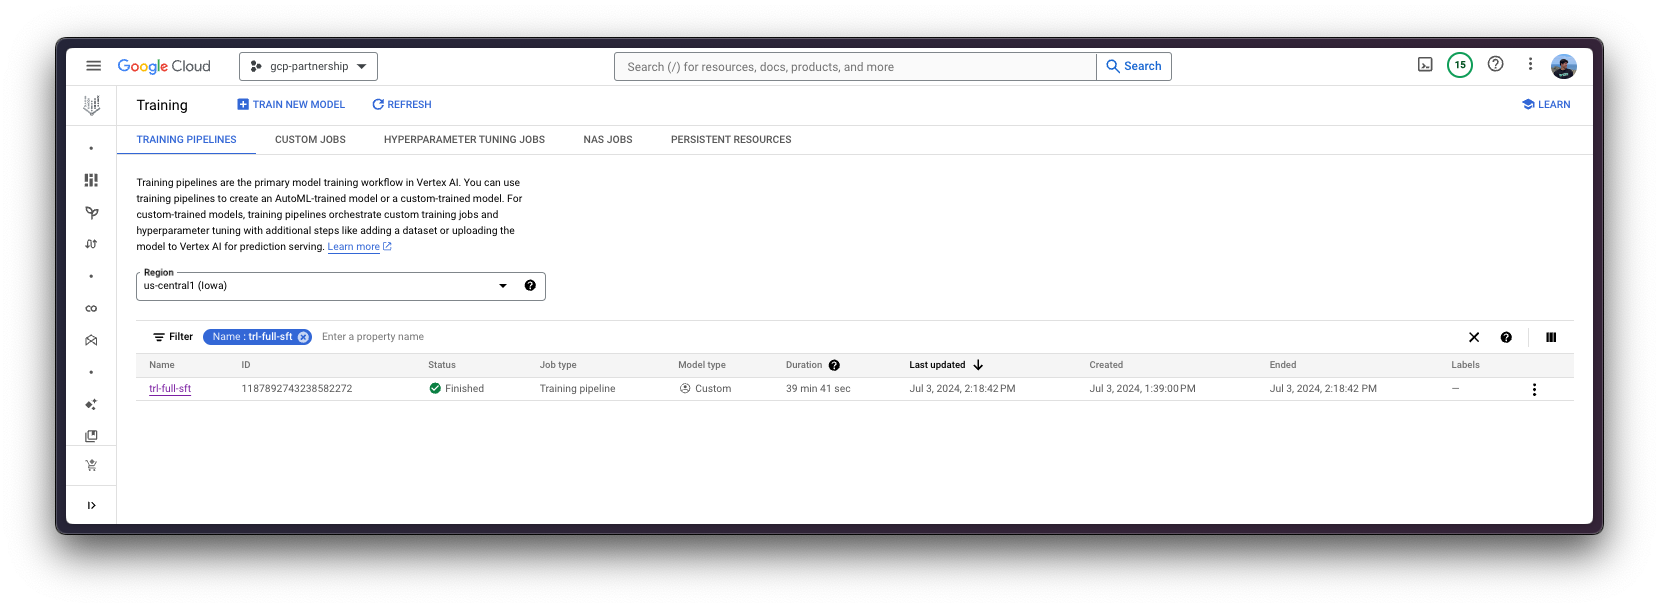 Google Cloud
gcp-partnership
Search (/) for resources, docs, products, and more
Search
15
Training
TRAIN NEW MODEL
REFRESH
LEARN
TRAINING PIPELINES
CUSTOM JOBS
HYPERPARAMETER TUNING JOBS
NAS JOBS
PERSISTENT RESOURCES
Training pipelines are the primary model training workflow in Vertex AI. You can use
training pipelines to create an AutoML-trained model or a custom-trained model. For
custom-trained models, training pipelines orchestrate custom training jobs and
hyperparameter tuning with additional steps like adding a dataset or uploading the
model to Vertex AI for prediction serving. Learn more
Region
us-central1 (Iowa)
Filter Name : trl-full-sft Enter a property name
Name ID Status Job type Model type Duration Last updated Created Ended Labels
trl-full-sft 1187892743238582272 Finished Training pipeline Custom 39 min 41 sec Jul 3, 2024, 2:18:42 PM Jul 3, 2024, 1:39:00 PM Jul 3, 2024, 2:18:42 PM —